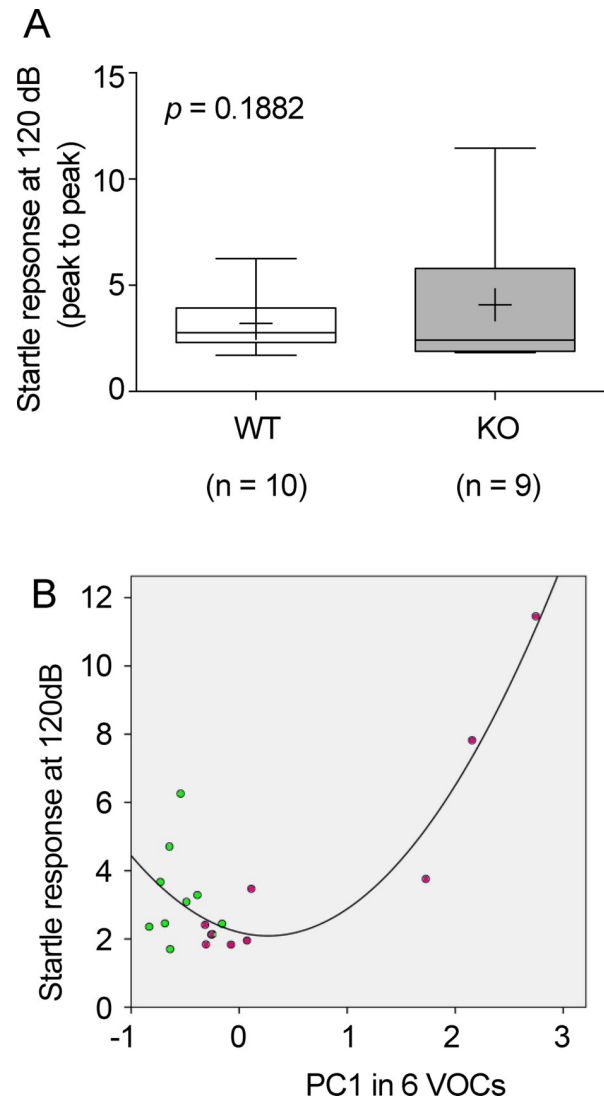 A
Startle repsonse at 120 dB
(peak to peak)
15
10
5
0
p = 0.1882
WT
KO
(n = 10)
(n = 9)
B
Startle response at 120dB
12
10
8
6
4
2
0
-1
0
1
2
3
PC1 in 6 VOCs